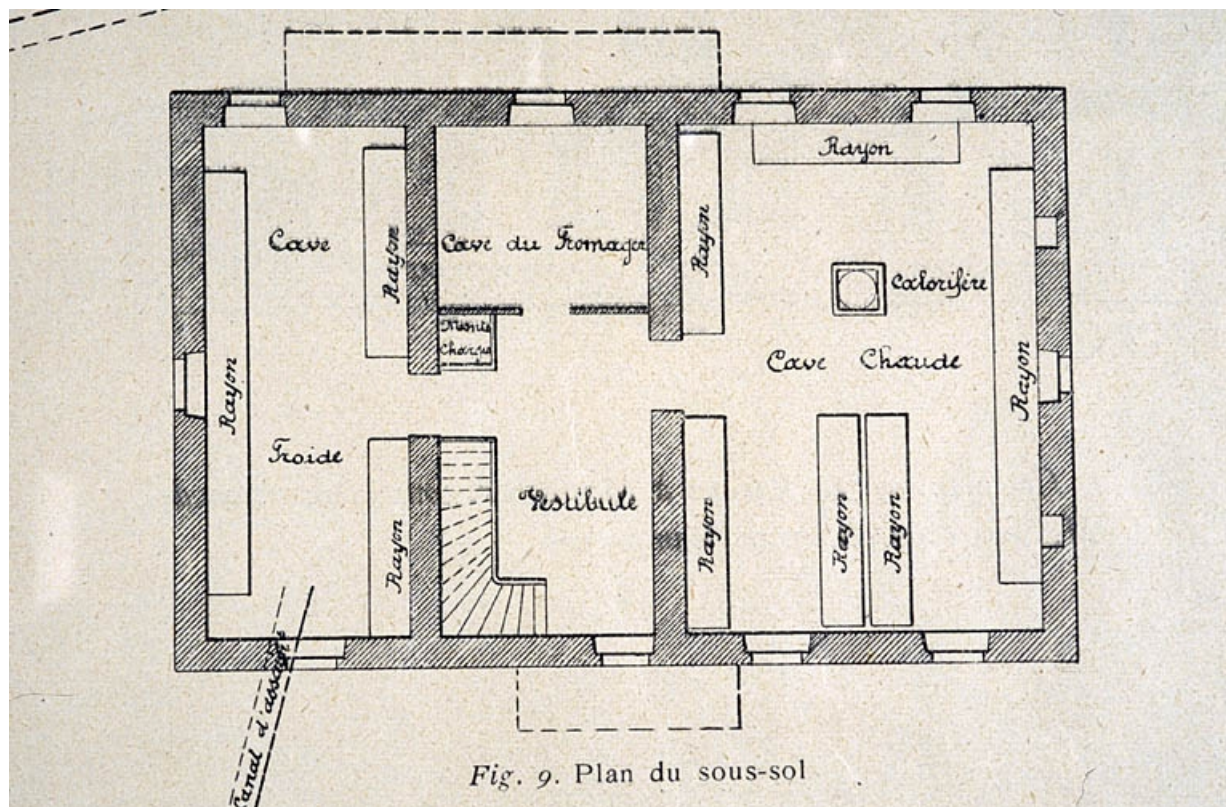 Rayon
Cave
Rayon
Cave du Fromager
Rayon
Calorifère
Monte
Charge
Cave Chaude
Rayon
Rayon
Froide
Vestibule
Rayon
Rayon
Rayon
Rayon
Canal d'assain
Fig. 9. Plan du sous-sol